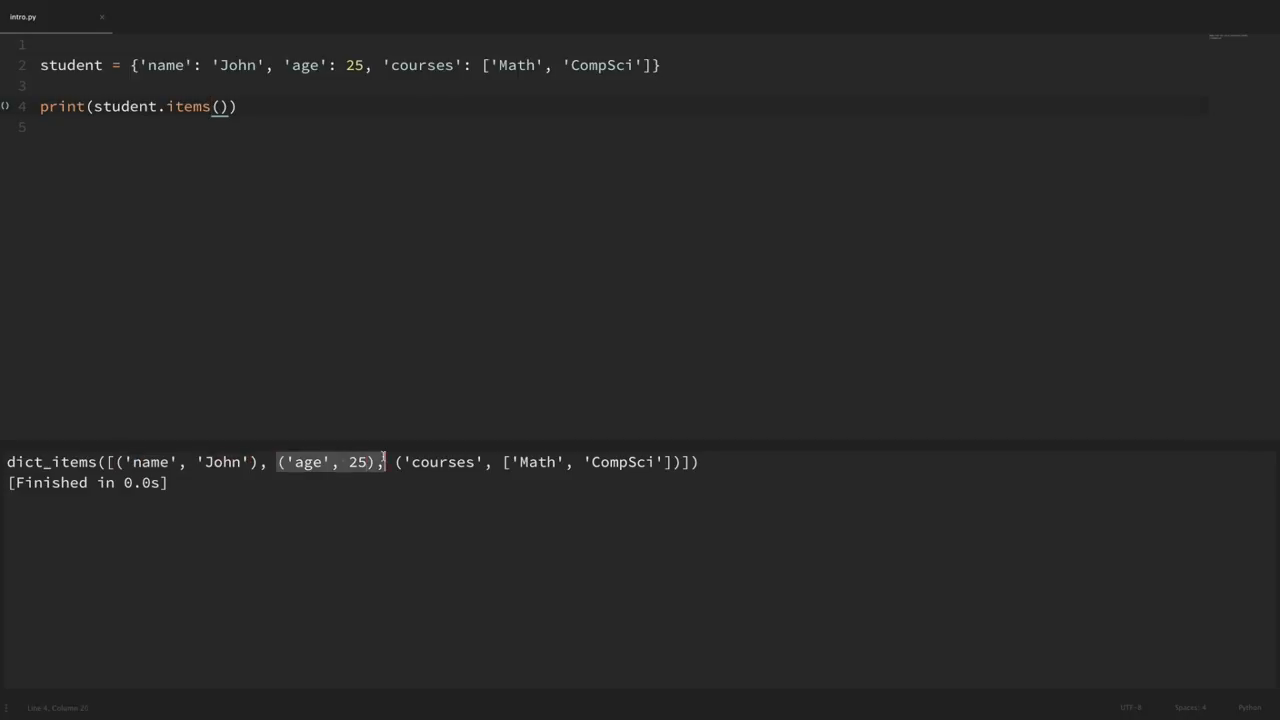 intro.py ×
1
2 student = {'name': 'John', 'age': 25, 'courses': ['Math', 'CompSci']}
3
() 4 print(student.items())
5
dict_items([('name', 'John'), ('age', 25), ('courses', ['Math', 'CompSci'])])
[Finished in 0.0s]
Line 4, Column 25 UTF-8 Spaces: 4 Python